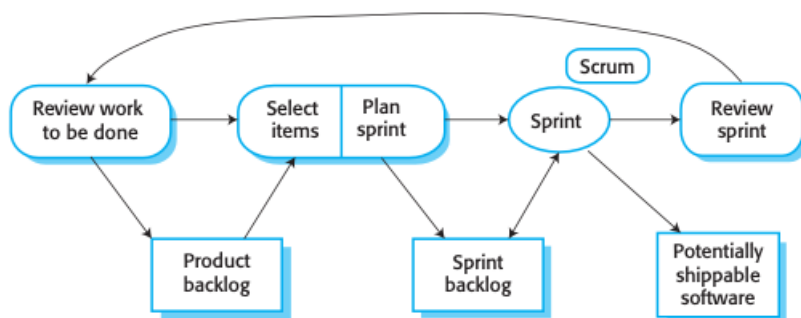 Scrum
Review work
to be done
Select
items
Plan
sprint
Sprint
Review
sprint
Product
backlog
Sprint
backlog
Potentially
shippable
software